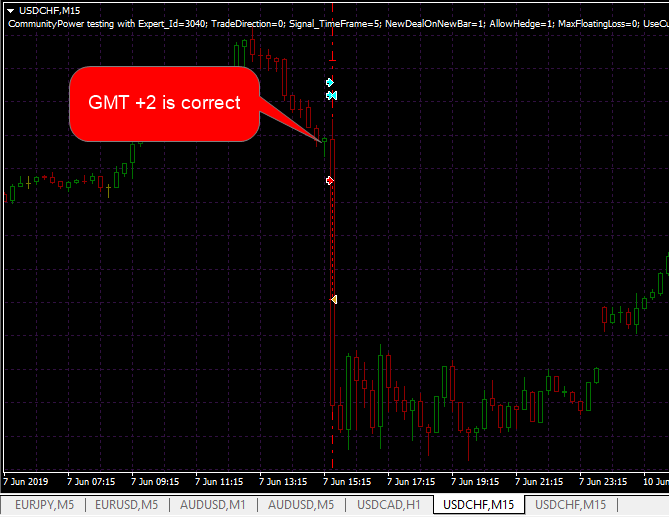 USDCHF,M15
CommunityPower testing with Expert_Id=3040; TradeDirection=0; Signal_TimeFrame=5; NewDealOnNewBar=1; AllowHedge=1; MaxFloatingLoss=0; UseCu
GMT +2 is correct
7 Jun 2019 7 Jun 07:15 7 Jun 09:15 7 Jun 11:15 7 Jun 13:15 7 Jun 15:15 7 Jun 17:15 7 Jun 19:15 7 Jun 21:15 7 Jun 23:15 10 Jun
EURJPY,M5 EURUSD,M5 AUDUSD,M1 AUDUSD,M5 USDCAD,H1 USDCHF,M15 USDCHF,M15